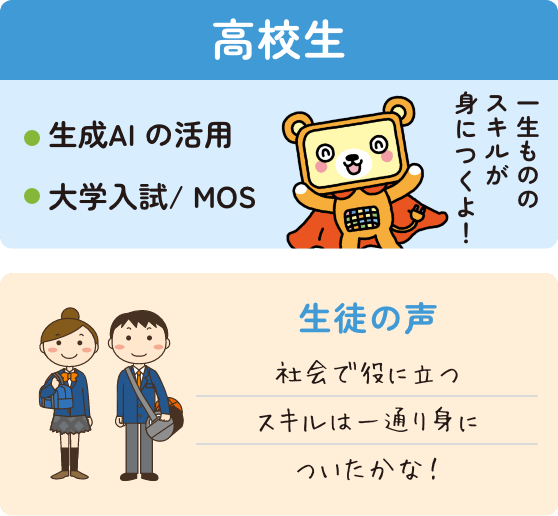 高校生
生成AI の活用
大学入試/ MOS
一生ものの
スキルが
身につくよ！
生徒の声
社会で役に立つ
スキルは一通り身に
ついたかな！